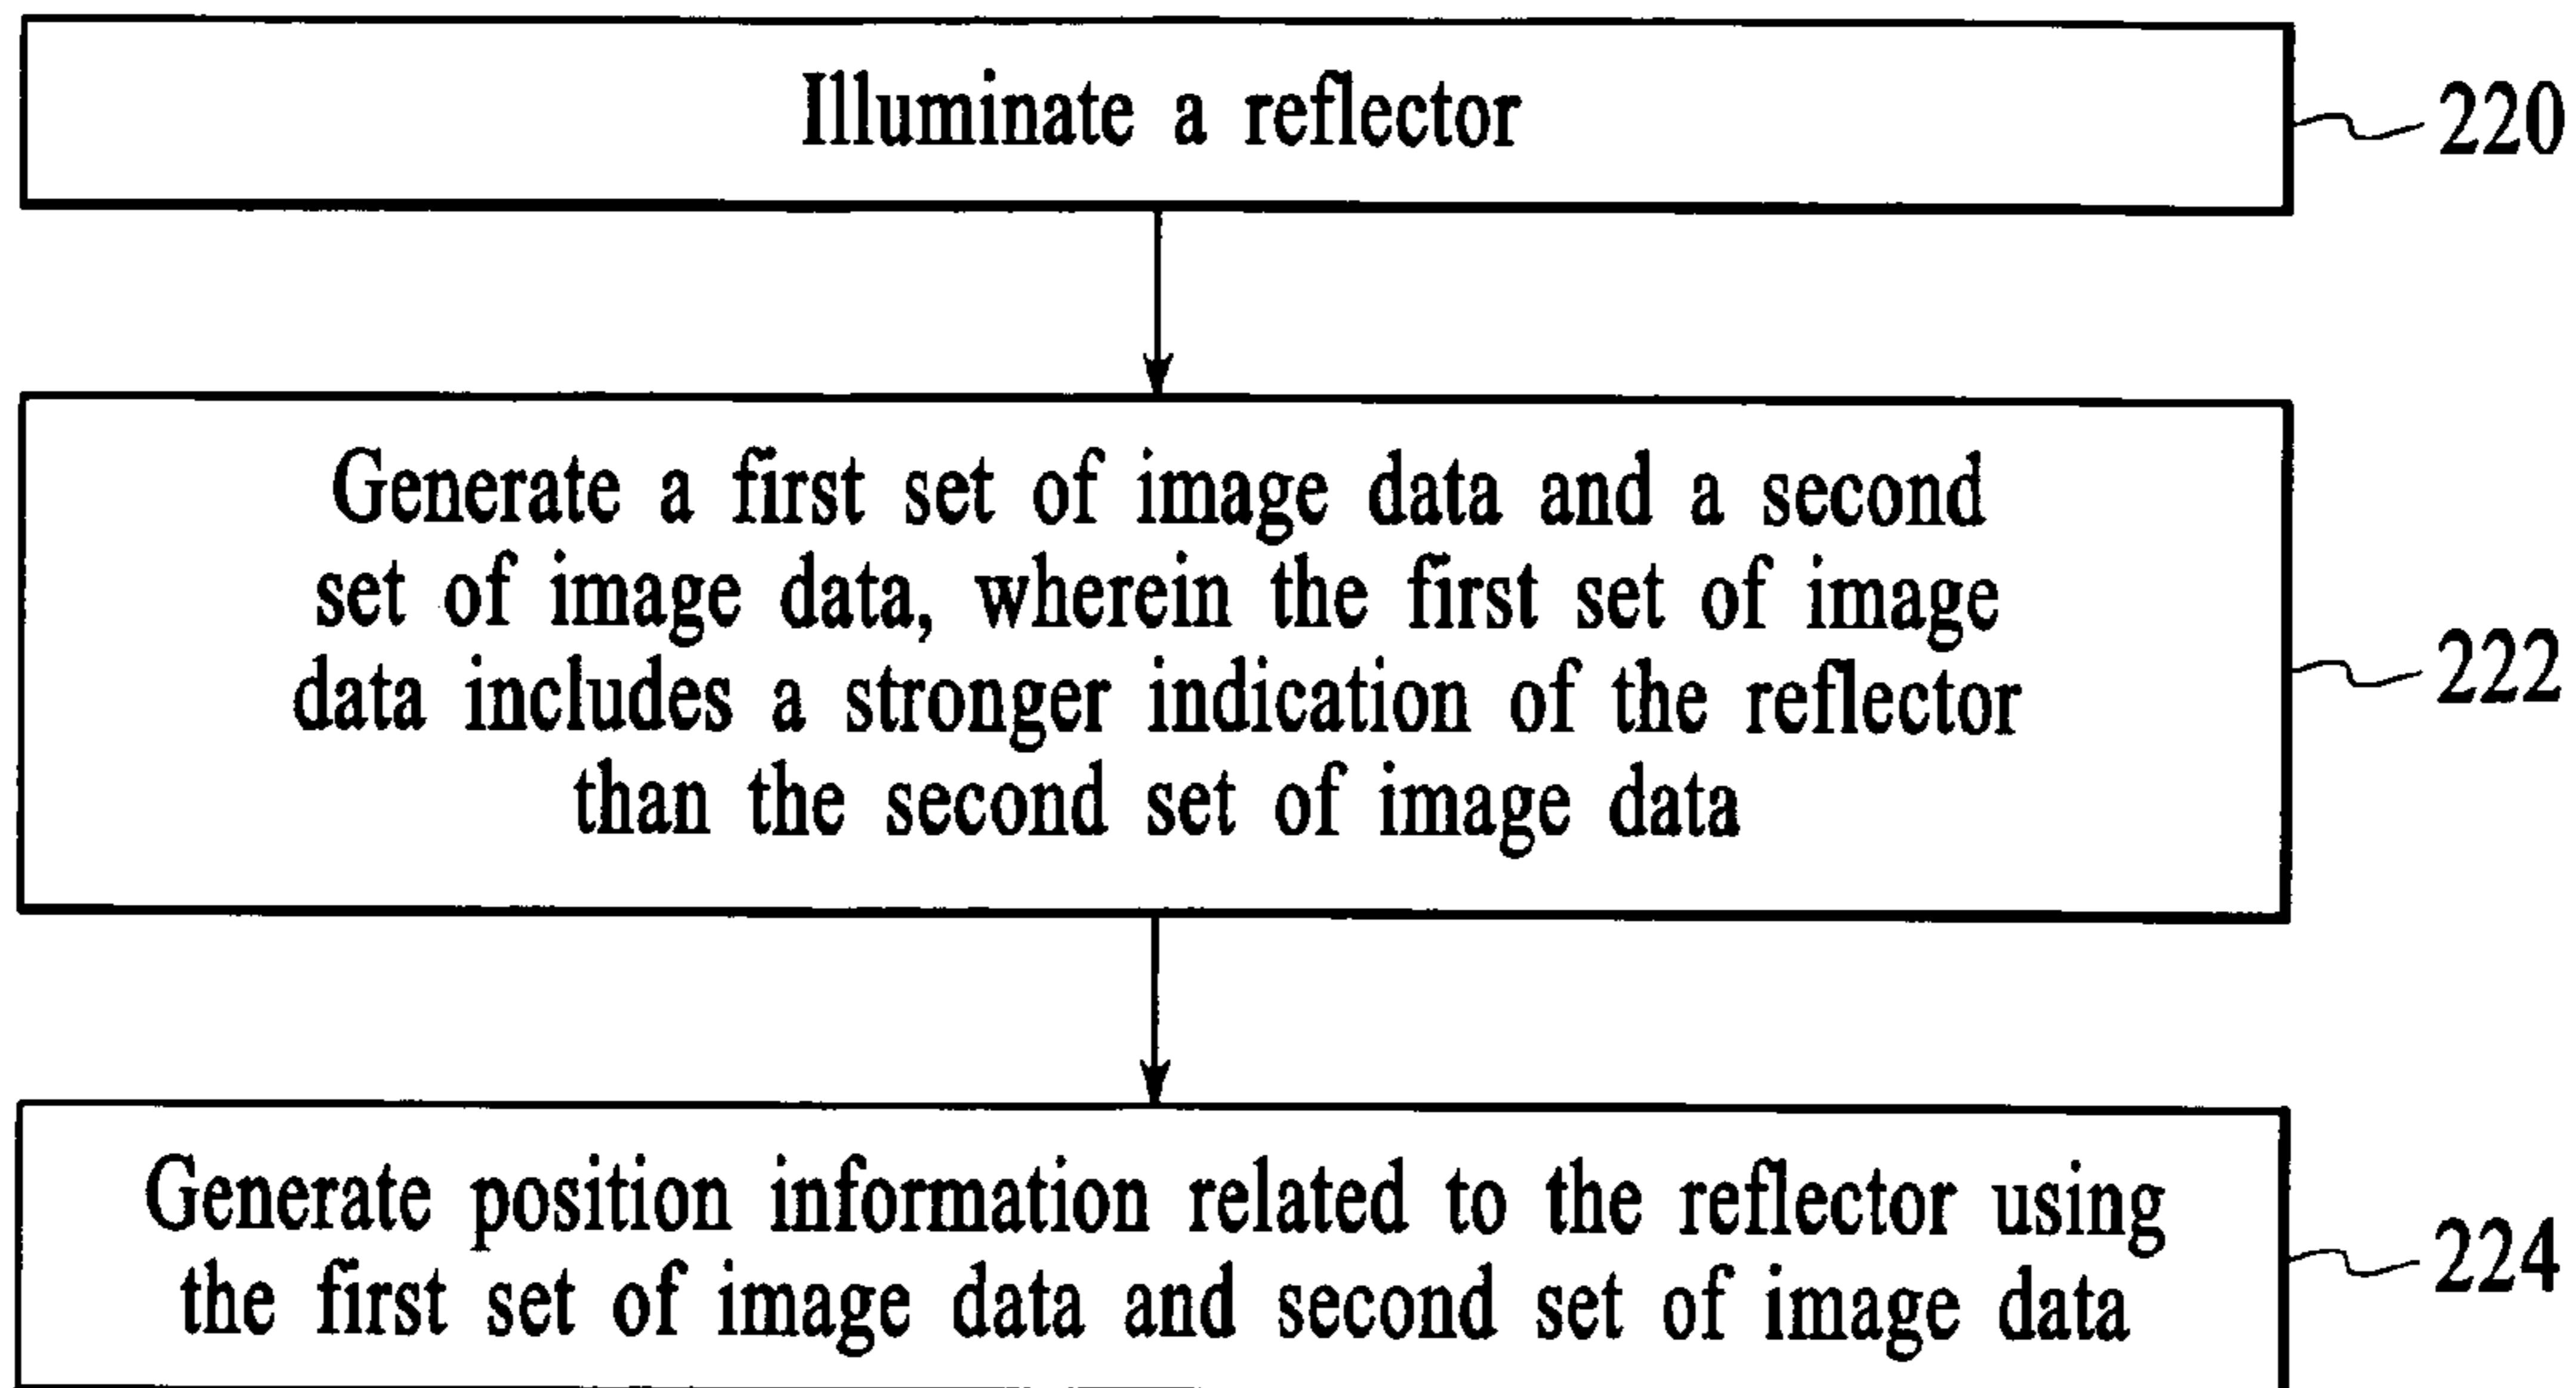 Illuminate a reflector
220
Generate a first set of image data and a second
set of image data, wherein the first set of image
data includes a stronger indication of the reflector
than the second set of image data
222
Generate position information related to the reflector using
the first set of image data and second set of image data
224